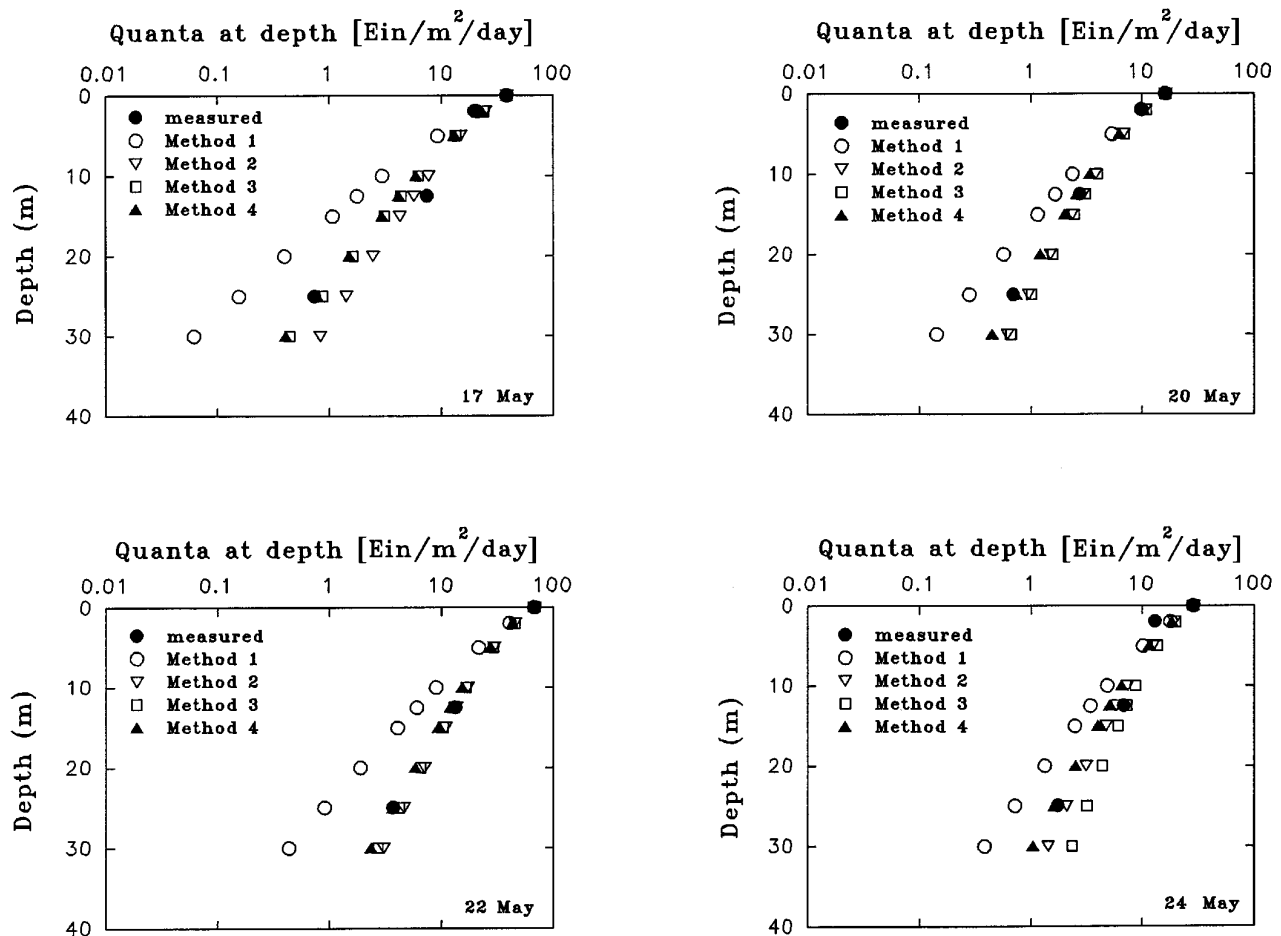 Quanta at depth [Ein/m²/day]
0.01 0.1 1 10 100
0
10
20
30
40
Depth (m)
measured
Method 1
Method 2
Method 3
Method 4
17 May
Quanta at depth [Ein/m²/day]
0.01 0.1 1 10 100
0
10
20
30
40
Depth (m)
measured
Method 1
Method 2
Method 3
Method 4
20 May
Quanta at depth [Ein/m²/day]
0.01 0.1 1 10 100
0
10
20
30
40
Depth (m)
measured
Method 1
Method 2
Method 3
Method 4
22 May
Quanta at depth [Ein/m²/day]
0.01 0.1 1 10 100
0
10
20
30
40
Depth (m)
measured
Method 1
Method 2
Method 3
Method 4
24 May